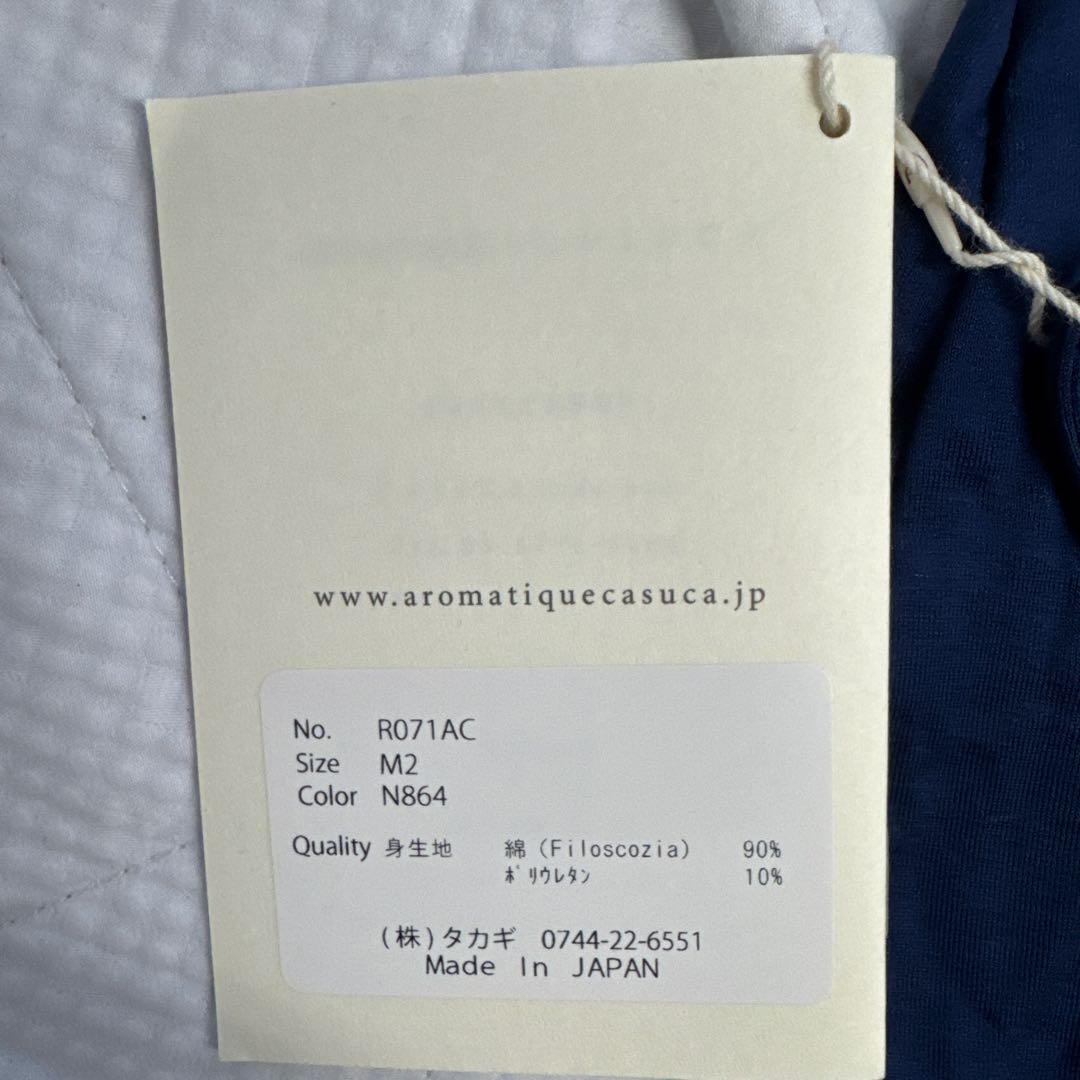 www.aromatiquecasuca.jp
No. R071AC
Size M2
Color N864
Quality 身生地 綿(Filoscozia) 90%
ﾎﾟﾘｳﾚﾀﾝ 10%
(株)タカギ 0744-22-6551
Made In JAPAN